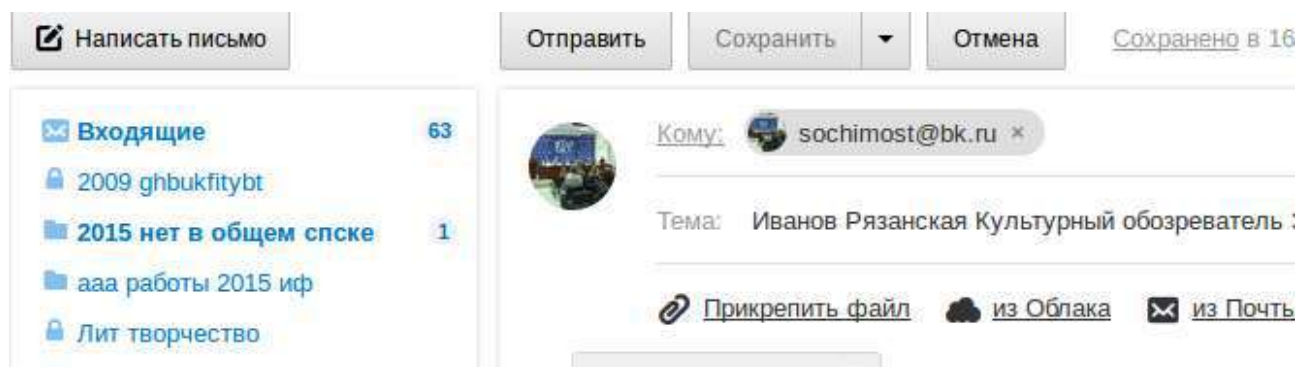 Написать письмо
Отправить Сохранить Отмена Сохранено в 16
Входящие 63
2009 ghbukfitybt
2015 нет в общем спске 1
ааа работы 2015 иф
Лит творчество
Кому: sochimost@bk.ru ×
Тема: Иванов Рязанская Культурный обозреватель
Прикрепить файл из Облака из Почты